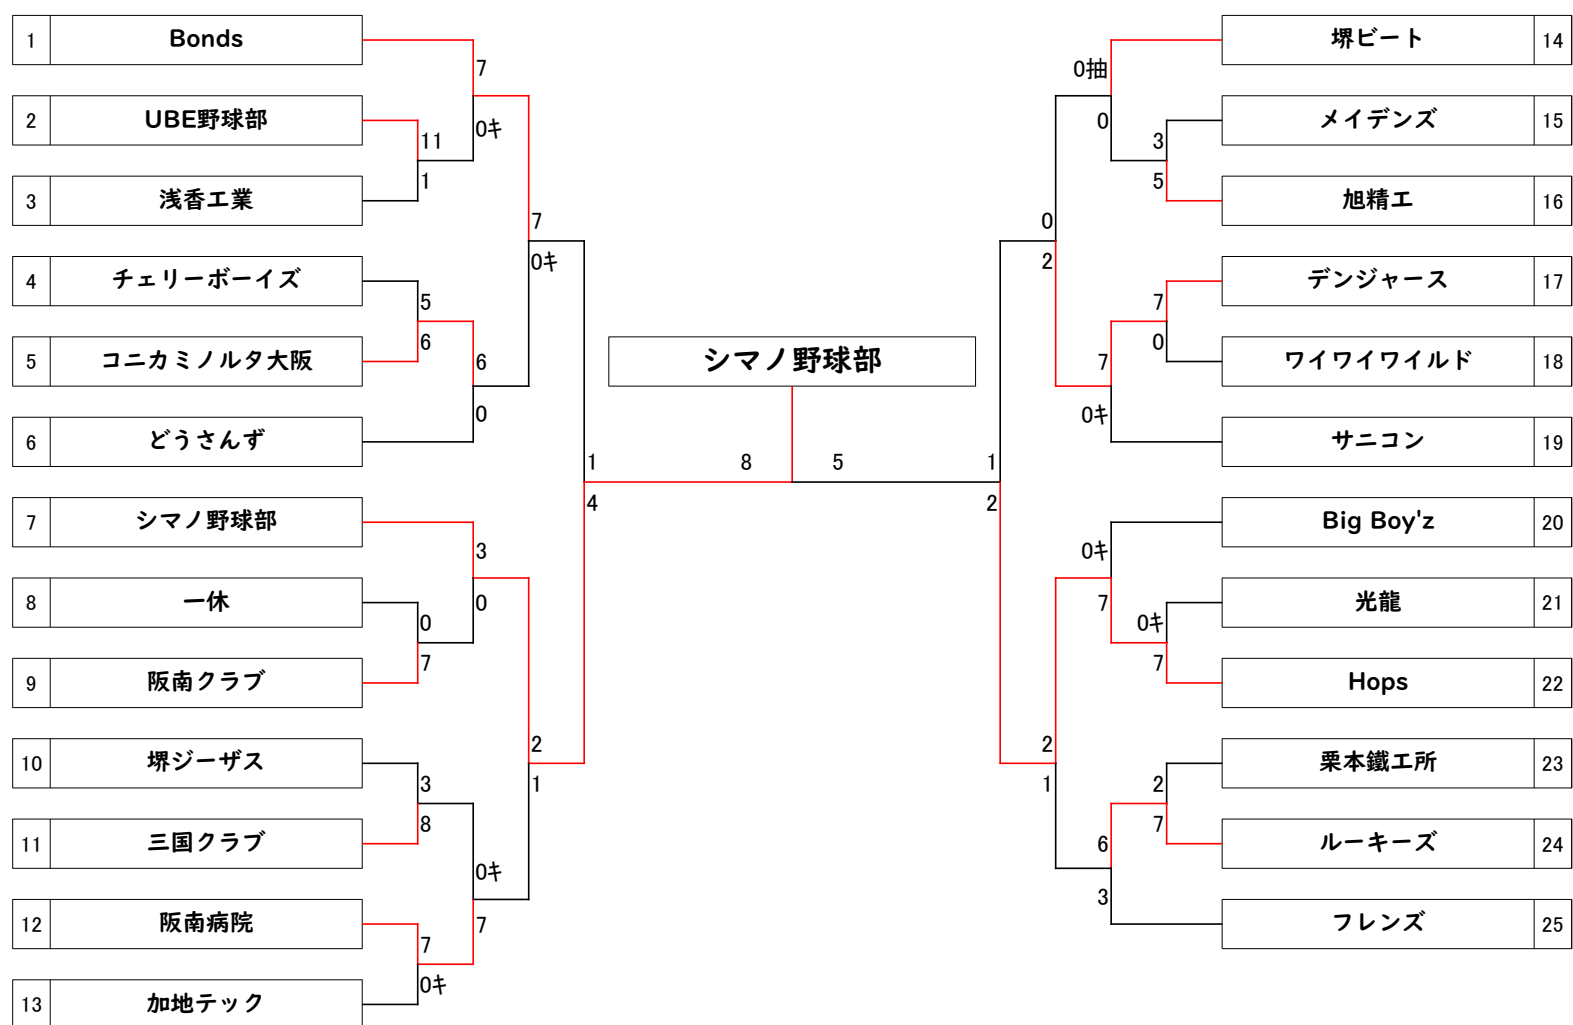 1 Bonds
7
2 UBE野球部
0キ
11
1
3 浅香工業
7
0キ
4 チェリーボーイズ
5
5 コニカミノルタ大阪
6
6
0
6 どうさんず
1
4
7 シマノ野球部
3
8 一休
0
0
7
9 阪南クラブ
2
1
10 堺ジーザス
3
8
11 三国クラブ
0キ
7
12 阪南病院
7
0キ
13 加地テック
シマノ野球部
8 5
堺ビート 14
0抽
0
メイデンズ 15
3
5
旭精工 16
0
2
デンジャース 17
7
0
ワイワイワイルド 18
7
0キ
サニコン 19
1
2
Big Boy'z 20
0キ
7
光龍 21
0キ
7
Hops 22
2
1
栗本鐵工所 23
2
7
ルーキーズ 24
6
3
フレンズ 25